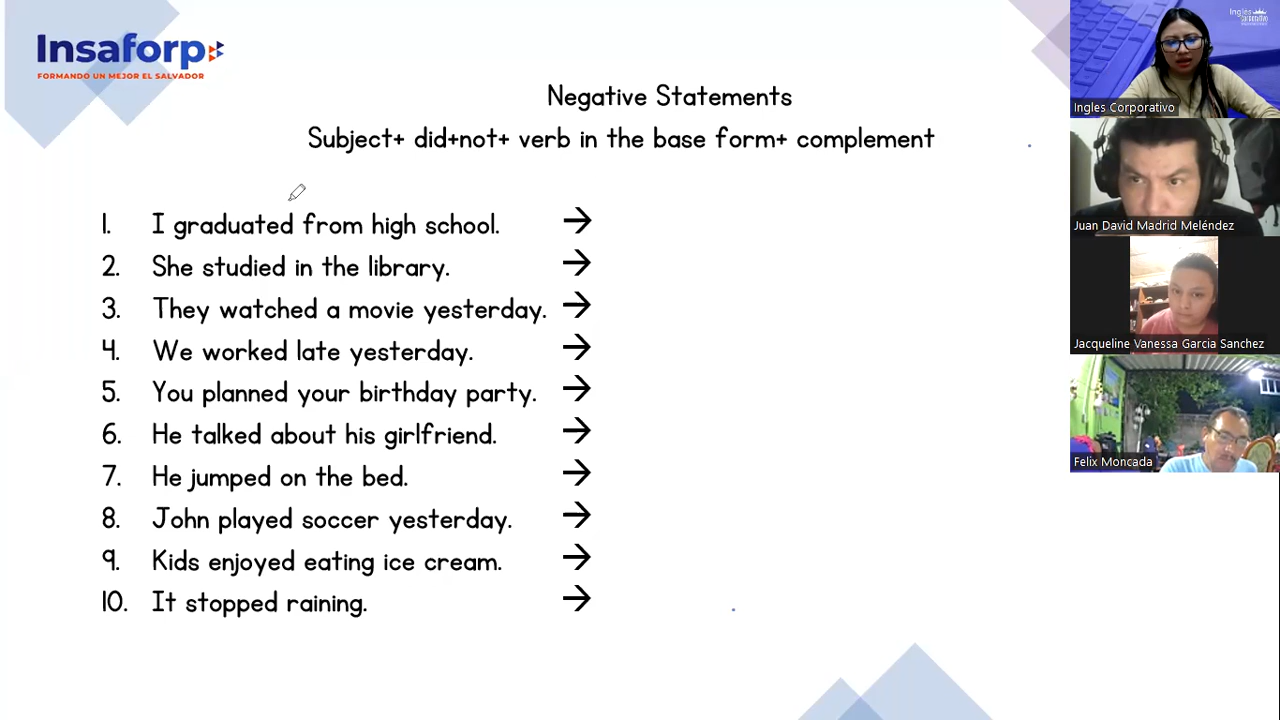 Insaforp
FORMANDO UN MEJOR EL SALVADOR
Negative Statements
Subject+ did+not+ verb in the base form+ complement
1. I graduated from high school. →
2. She studied in the library. →
3. They watched a movie yesterday. →
4. We worked late yesterday. →
5. You planned your birthday party. →
6. He talked about his girlfriend. →
7. He jumped on the bed. →
8. John played soccer yesterday. →
9. Kids enjoyed eating ice cream. →
10. It stopped raining. →
Ingles Corporativo
Juan David Madrid Meléndez
Jacqueline Vanessa Garcia Sanchez
Felix Moncada